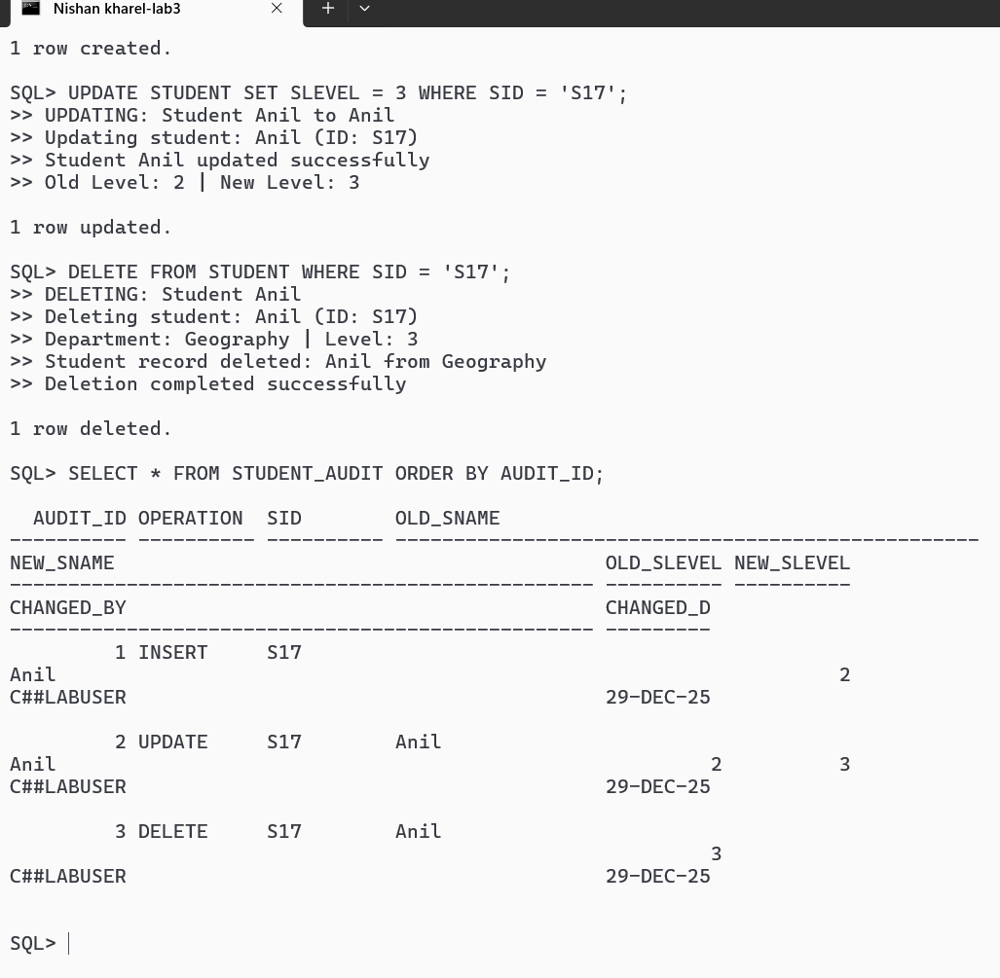 Nishan kharel-lab3
1 row created.
SQL> UPDATE STUDENT SET SLEVEL = 3 WHERE SID = 'S17';
>> UPDATING: Student Anil to Anil
>> Updating student: Anil (ID: S17)
>> Student Anil updated successfully
>> Old Level: 2 | New Level: 3
1 row updated.
SQL> DELETE FROM STUDENT WHERE SID = 'S17';
>> DELETING: Student Anil
>> Deleting student: Anil (ID: S17)
>> Department: Geography | Level: 3
>> Student record deleted: Anil from Geography
>> Deletion completed successfully
1 row deleted.
SQL> SELECT * FROM STUDENT_AUDIT ORDER BY AUDIT_ID;
  AUDIT_ID OPERATION  SID        OLD_SNAME
---------- ---------- ---------- --------------------------------------------------
NEW_SNAME                                          OLD_SLEVEL NEW_SLEVEL
-------------------------------------------------- ---------- ----------
CHANGED_BY                                         CHANGED_D
-------------------------------------------------- ---------
         1 INSERT     S17
Anil                                                                   2
C##LABUSER                                         29-DEC-25
         2 UPDATE     S17        Anil
Anil                                                        2          3
C##LABUSER                                         29-DEC-25
         3 DELETE     S17        Anil
                                                            3
C##LABUSER                                         29-DEC-25
SQL>